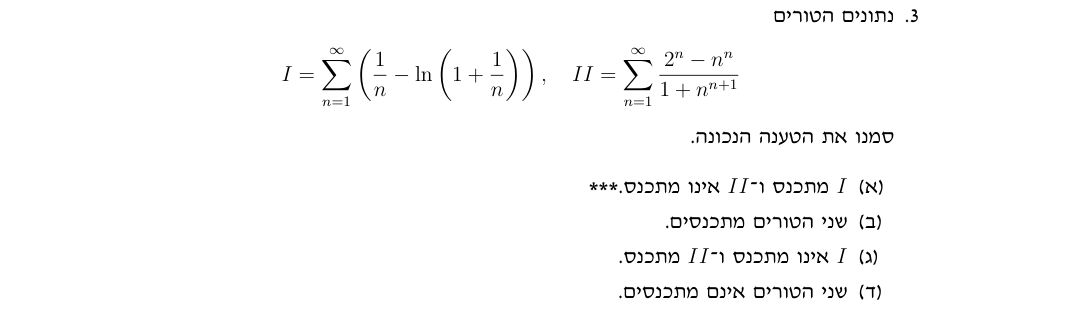 3. נתונים הטורים
I = \sum_{n=1}^{\infty} \left( \frac{1}{n} - \ln \left( 1 + \frac{1}{n} \right) \right), \quad II = \sum_{n=1}^{\infty} \frac{2^n - n^n}{1 + n^{n+1}}
סמנו את הטענה הנכונה.
(א) I מתכנס ו־II אינו מתכנס.***
(ב) שני הטורים מתכנסים.
(ג) I אינו מתכנס ו־II מתכנס.
(ד) שני הטורים אינם מתכנסים.